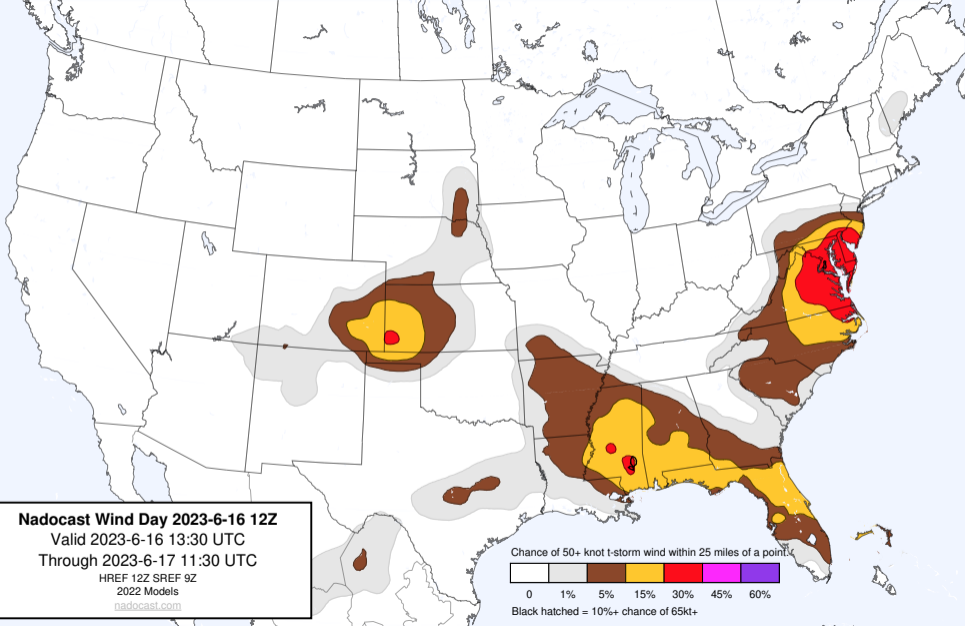 Nadocast Wind Day 2023-6-16 12Z
Valid 2023-6-16 13:30 UTC
Through 2023-6-17 11:30 UTC
HREF 12Z SREF 9Z
2022 Models
nadocast.com
Chance of 50+ knot t-storm wind within 25 miles of a point.
0 1% 5% 15% 30% 45% 60%
Black hatched = 10%+ chance of 65kt+